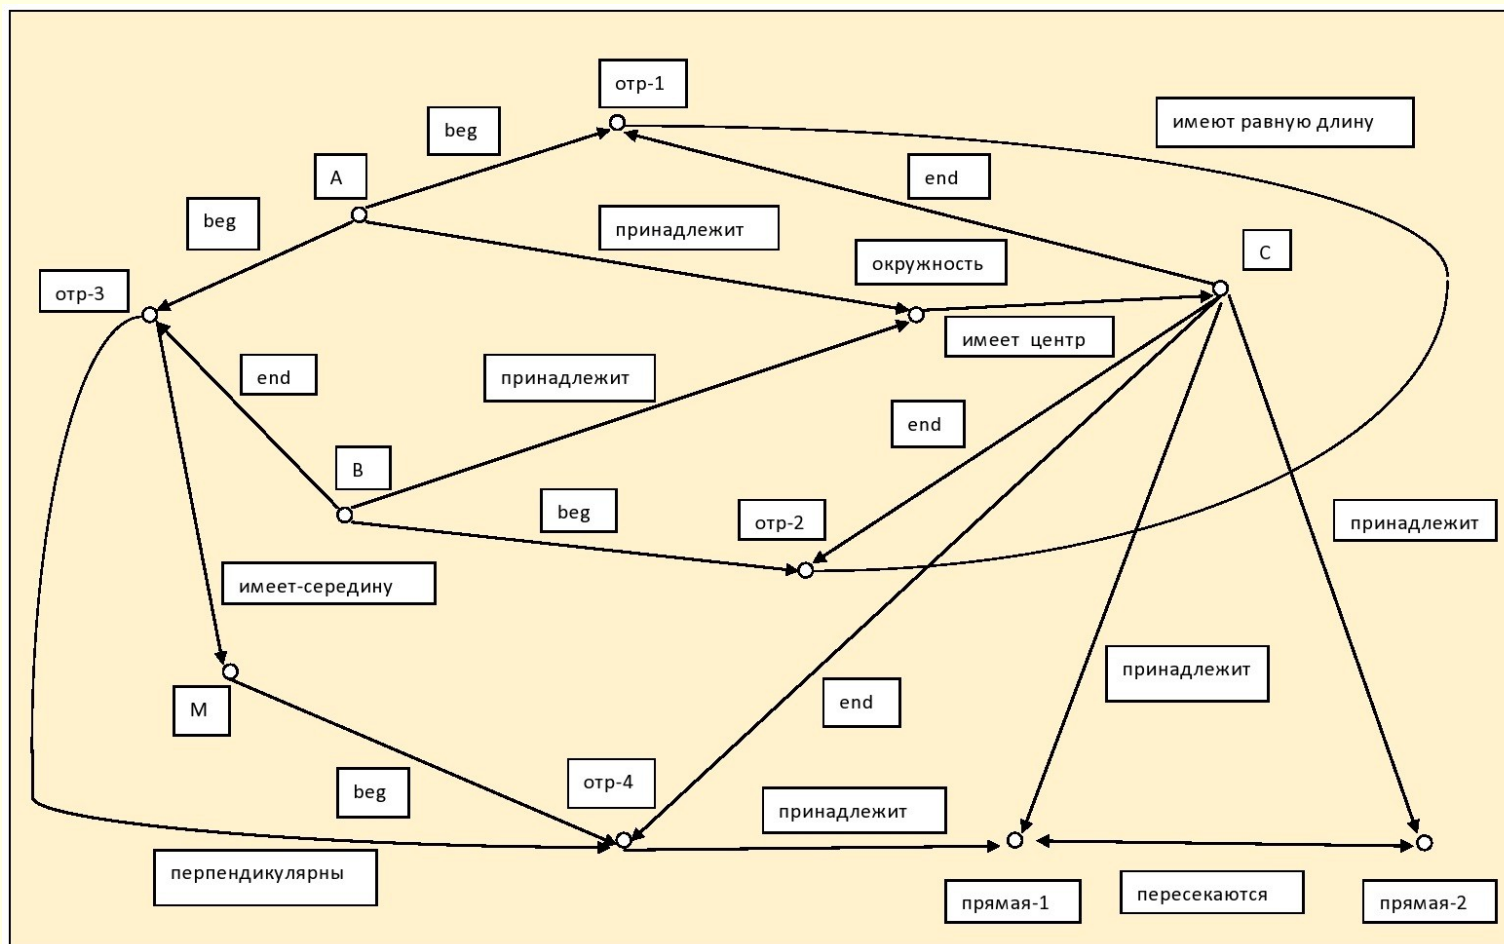 отр-1
beg
имеют равную длину
A
end
beg
принадлежит
C
окружность
отр-3
имеет центр
end
принадлежит
end
B
beg
отр-2
принадлежит
имеет-середину
принадлежит
M
end
beg
отр-4
принадлежит
перпендикулярны
прямая-1
пересекаются
прямая-2